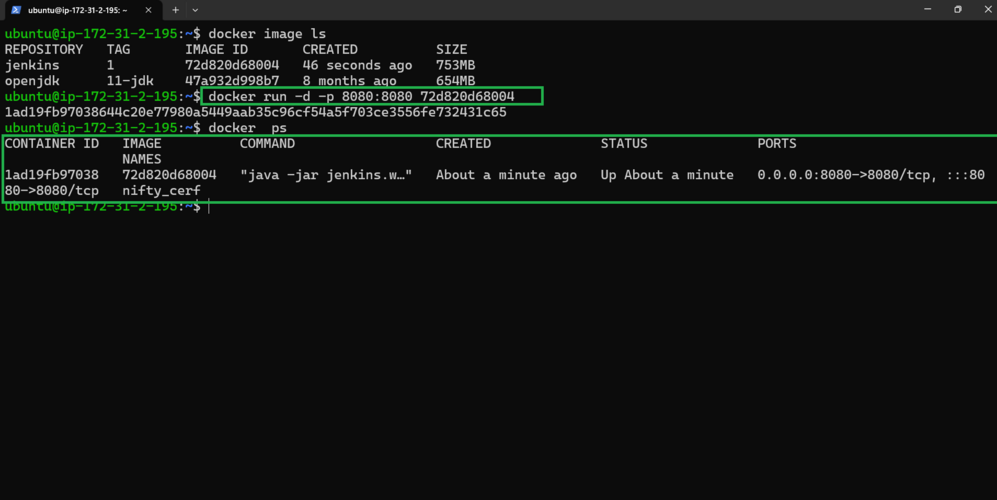 ubuntu@ip-172-31-2-195: ~
ubuntu@ip-172-31-2-195:~$ docker image ls
REPOSITORY   TAG       IMAGE ID       CREATED          SIZE
jenkins      1         72d820d68004   46 seconds ago   753MB
openjdk      11-jdk    47a932d998b7   8 months ago     654MB
ubuntu@ip-172-31-2-195:~$ docker run -d -p 8080:8080 72d820d68004
1ad19fb97038644c20e77980a5449aab35c96cf54a5f703ce3556fe732431c65
ubuntu@ip-172-31-2-195:~$ docker  ps
CONTAINER ID   IMAGE          COMMAND                  CREATED              STATUS              PORTS
               NAMES
1ad19fb97038   72d820d68004   "java -jar jenkins.w…"   About a minute ago   Up About a minute   0.0.0.0:8080->8080/tcp, :::80
80->8080/tcp   nifty_cerf
ubuntu@ip-172-31-2-195:~$